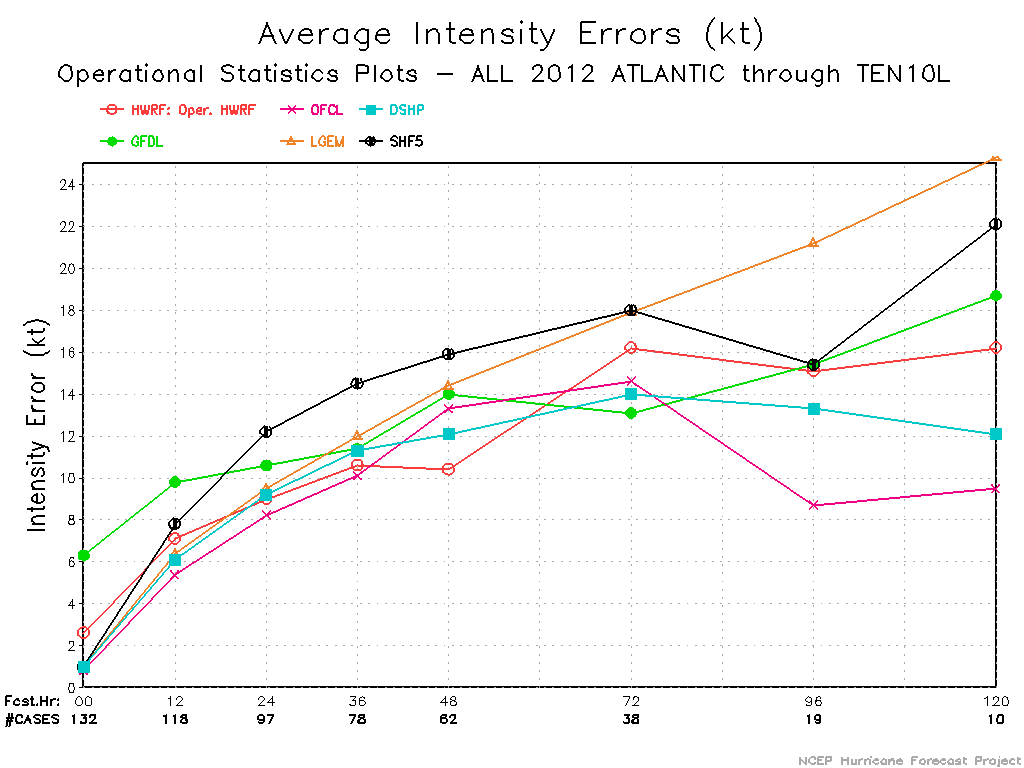 Average Intensity Errors (kt)
Operational Statistics Plots – ALL 2012 ATLANTIC through TEN10L
HWRF: Oper. HWRF OFCL DSHP
GFDL LGEM SHF5
Intensity Error (kt)
24
22
20
18
16
14
12
10
8
6
4
2
0
Fcst.Hr: 00 12 24 36 48 72 96 120
#CASES 132 118 97 78 62 38 19 10
NCEP Hurricane Forecast Project